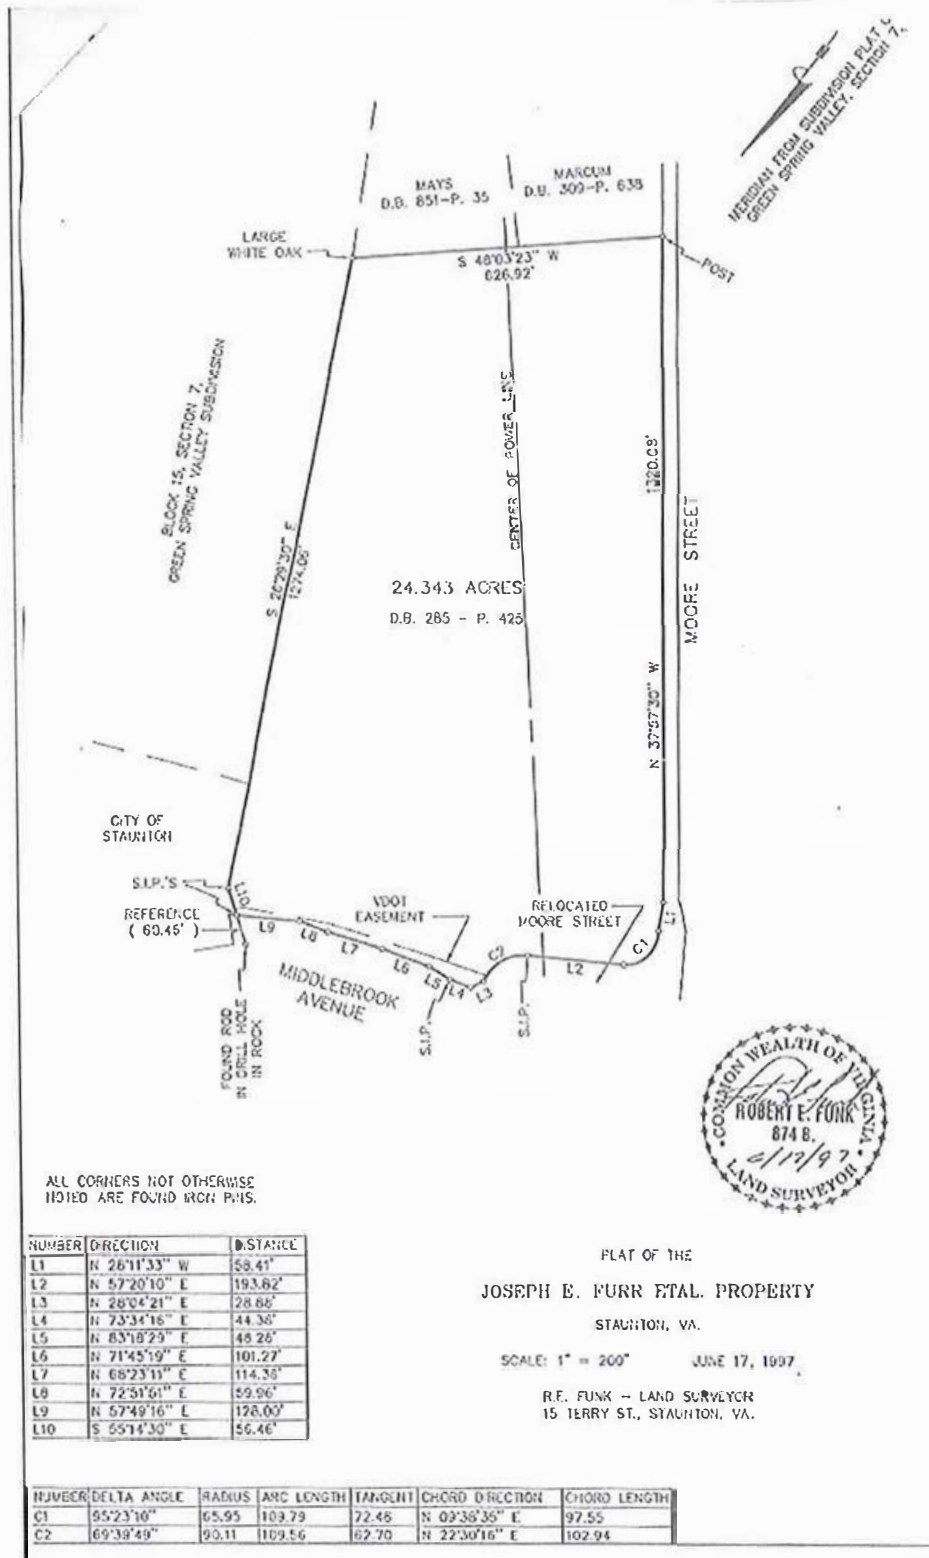 MERIDIAN FROM SUBDIVISION PLAT
GREEN SPRING VALLEY, SECTION 7,
MAYS
D.B. 851-P. 35
MARCUM
D.B. 309-P. 638
LARGE
WHITE OAK
S 48°03'23" W
626.92'
POST
BLOCK 15, SECTION 7,
GREEN SPRING VALLEY SUBDIVISION
S 26°29'30" E
1274.06'
CENTER OF POWER LINE
1320.08'
MOORE STREET
N 37°57'30" W
24.343 ACRES
D.B. 285 - P. 425
CITY OF
STAUNTON
S.I.P.'S
REFERENCE
( 60.45' )
L10
L9
L8
L7
L6
L5
L4
L3
C2
L2
C1
L1
VDOT
EASEMENT
RELOCATED
MOORE STREET
MIDDLEBROOK
AVENUE
S.I.P.
S.I.P.
FOUND ROD
IN DRILL HOLE
IN ROCK
COMMON WEALTH OF VIRGINIA
ROBERT E. FUNK
874 B.
6/17/97
LAND SURVEYOR
ALL CORNERS NOT OTHERWISE
NOTED ARE FOUND IRON PINS.
NUMBER DIRECTION DISTANCE
L1 N 26°11'33" W 58.41'
L2 N 57°20'10" E 193.62'
L3 N 28°04'21" E 28.88'
L4 N 73°34'16" E 44.36'
L5 N 83°18'29" E 48.28'
L6 N 71°45'19" E 101.27'
L7 N 68°23'11" E 114.36'
L8 N 72°51'51" E 59.96'
L9 N 57°49'16" E 128.00'
L10 S 55°14'30" E 56.46'
PLAT OF THE
JOSEPH E. FURR ETAL. PROPERTY
STAUNTON, VA.
SCALE: 1" = 200" JUNE 17, 1997
R.E. FUNK - LAND SURVEYOR
15 TERRY ST., STAUNTON, VA.
NUMBER DELTA ANGLE RADIUS ARC LENGTH TANGENT CHORD DIRECTION CHORD LENGTH
C1 95°23'10" 65.95 109.79 72.46 N 09°38'35" E 97.55
C2 69°39'49" 90.11 109.56 62.70 N 22°30'16" E 102.94